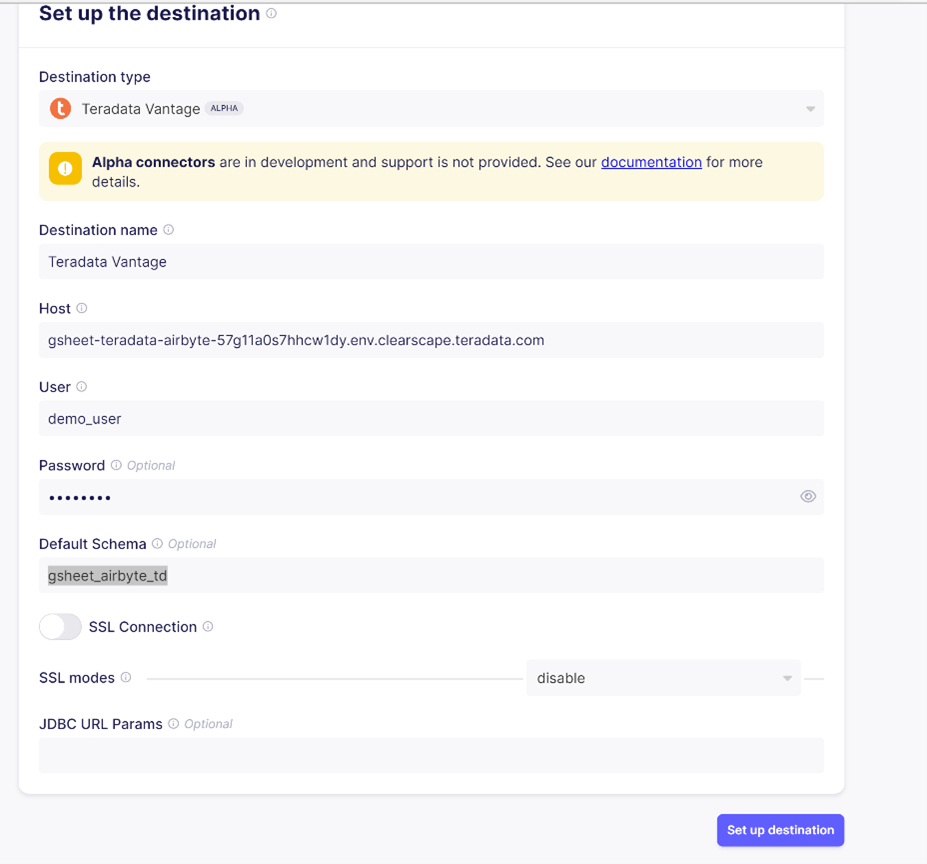 Set up the destination
Destination type
Teradata Vantage ALPHA
Alpha connectors are in development and support is not provided. See our documentation for more
details.
Destination name
Teradata Vantage
Host
gsheet-teradata-airbyte-57g11a0s7hhcw1dy.env.clearscape.teradata.com
User
demo_user
Password Optional
••••••••
Default Schema Optional
gsheet_airbyte_td
SSL Connection
SSL modes disable
JDBC URL Params Optional
Set up destination